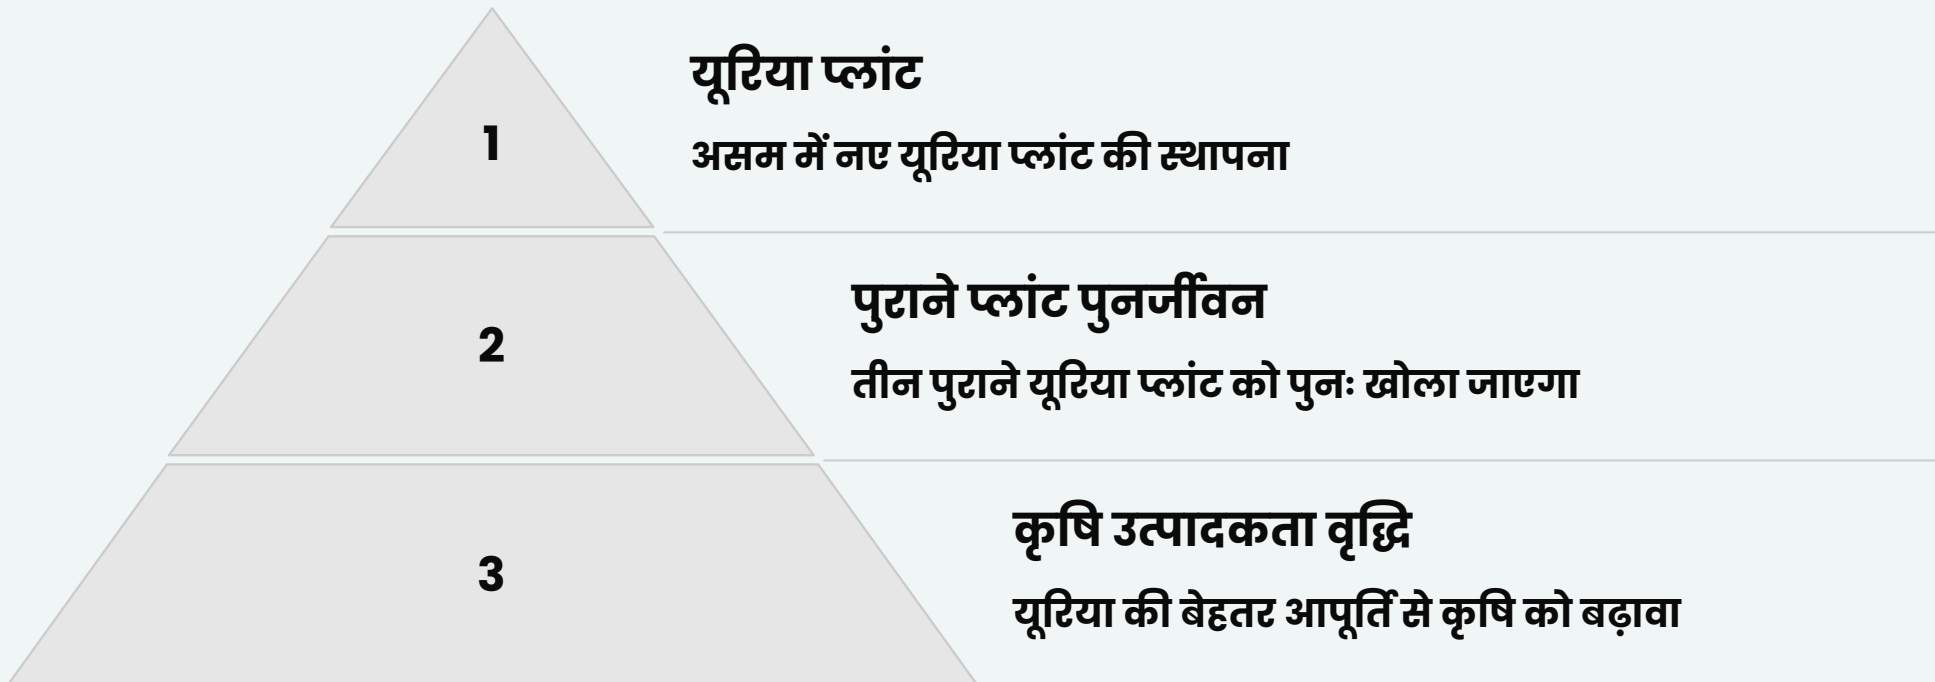 1
यूरिया प्लांट
असम में नए यूरिया प्लांट की स्थापना
2
पुराने प्लांट पुनर्जीवन
तीन पुराने यूरिया प्लांट को पुनः खोला जाएगा
3
कृषि उत्पादकता वृद्धि
यूरिया की बेहतर आपूर्ति से कृषि को बढ़ावा